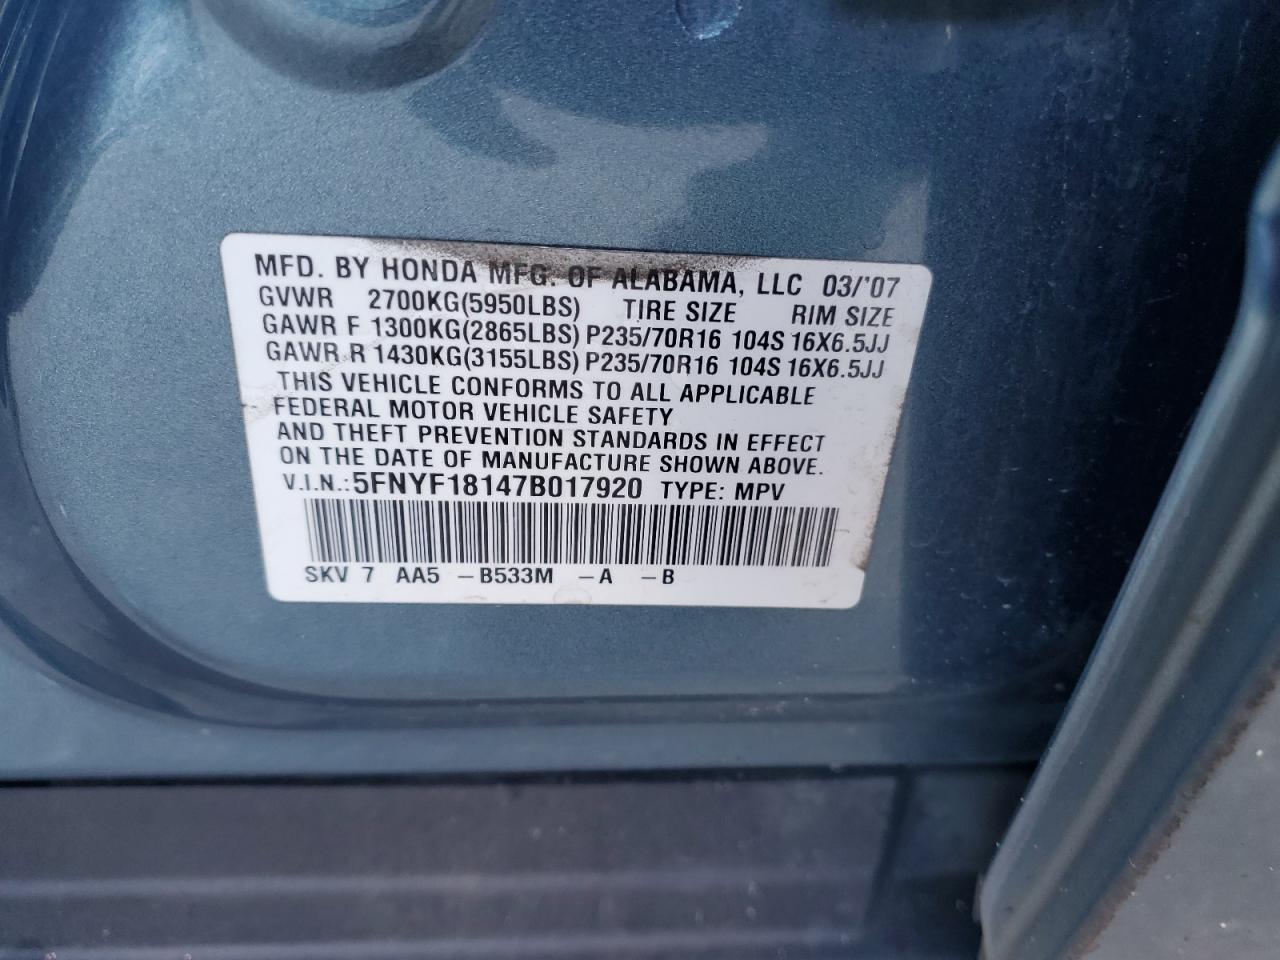 MFD. BY HONDA MFG. OF ALABAMA, LLC 03/'07
GVWR 2700KG(5950LBS) TIRE SIZE RIM SIZE
GAWR F 1300KG(2865LBS) P235/70R16 104S 16X6.5JJ
GAWR R 1430KG(3155LBS) P235/70R16 104S 16X6.5JJ
THIS VEHICLE CONFORMS TO ALL APPLICABLE
FEDERAL MOTOR VEHICLE SAFETY
AND THEFT PREVENTION STANDARDS IN EFFECT
ON THE DATE OF MANUFACTURE SHOWN ABOVE.
V.I.N.: 5FNYF18147B017920 TYPE: MPV
SKV 7 AA5 -B533M -A -B